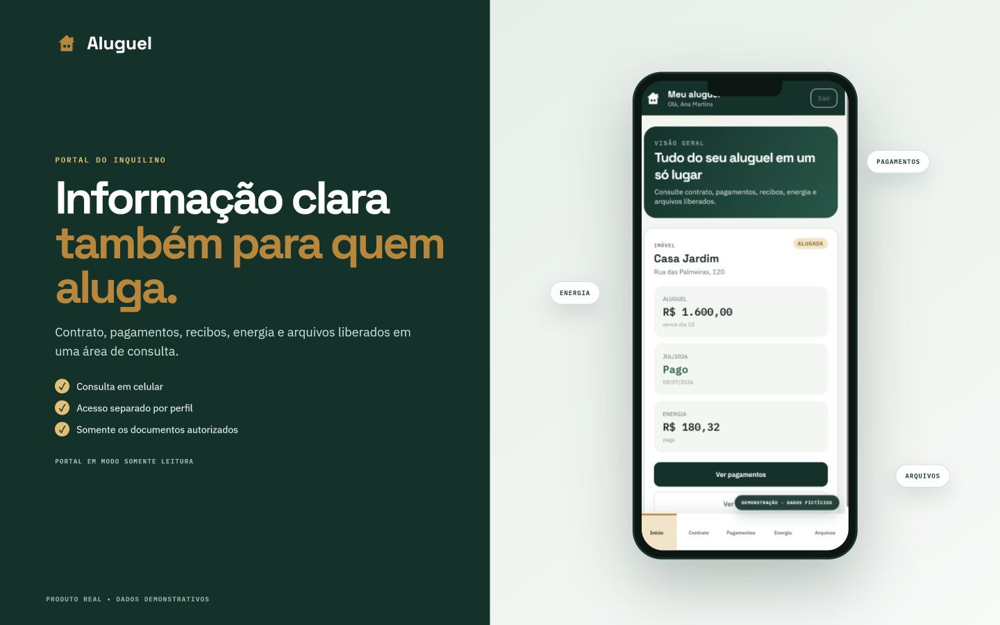 Aluguel
PORTAL DO INQUILINO
Informação clara
também para quem
aluga.
Contrato, pagamentos, recibos, energia e arquivos liberados em
uma área de consulta.
Consulta em celular
Acesso separado por perfil
Somente os documentos autorizados
PORTAL EM MODO SOMENTE LEITURA
PRODUTO REAL • DADOS DEMONSTRATIVOS
Meu aluguel
Olá, Ana Martins
Sair
VISÃO GERAL
Tudo do seu aluguel em um
só lugar
Consulte contrato, pagamentos, recibos, energia e
arquivos liberados.
IMÓVEL
ALUGADA
Casa Jardim
Rua das Palmeiras, 120
ALUGUEL
R$ 1.600,00
vence dia 10
JUL/2026
Pago
08/07/2026
ENERGIA
R$ 180,32
paga
Ver pagamentos
Ver
DEMONSTRAÇÃO · DADOS FICTÍCIOS
Início
Contrato
Pagamentos
Energia
Arquivos
PAGAMENTOS
ENERGIA
ARQUIVOS